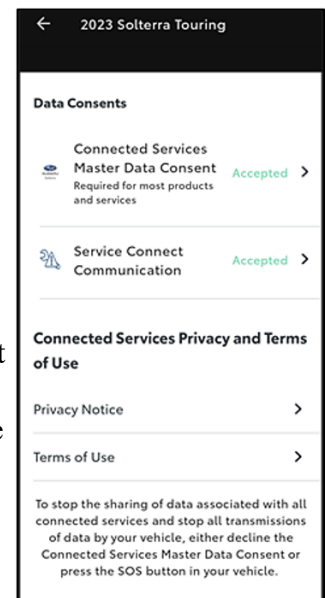 ← 2023 Solterra Touring
Data Consents
Connected Services
Master Data Consent
Required for most products
and services
Accepted >
Service Connect
Communication
Accepted >
Connected Services Privacy and Terms
of Use
Privacy Notice >
Terms of Use >
To stop the sharing of data associated with all
connected services and stop all transmissions
of data by your vehicle, either decline the
Connected Services Master Data Consent or
press the SOS button in your vehicle.